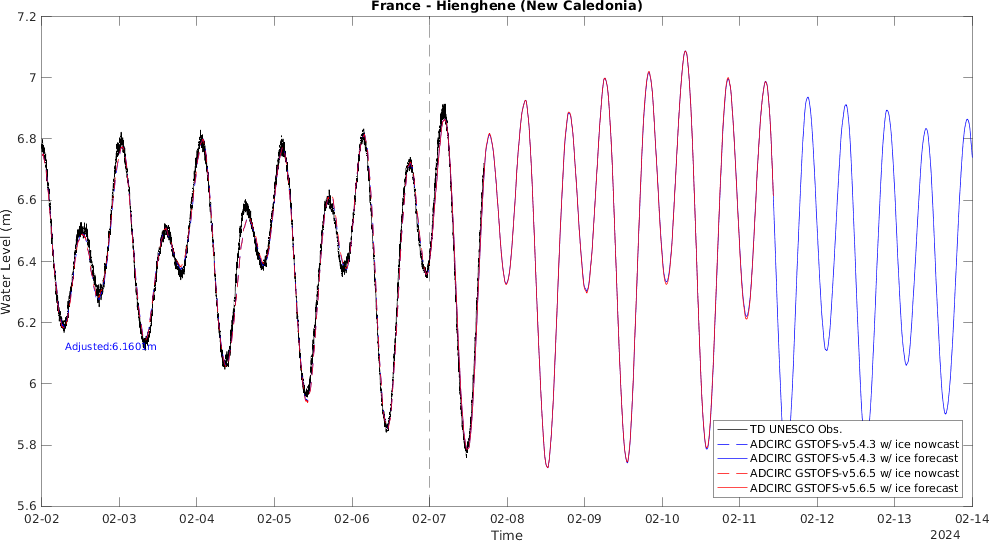 France - Hienghene (New Caledonia)
7.2
7
6.8
6.6
6.4
6.2
6
5.8
5.6
Water Level (m)
Adjusted:6.1601m
TD UNESCO Obs.
ADCIRC GSTOFS-v5.4.3 w/ ice nowcast
ADCIRC GSTOFS-v5.4.3 w/ ice forecast
ADCIRC GSTOFS-v5.6.5 w/ ice nowcast
ADCIRC GSTOFS-v5.6.5 w/ ice forecast
02-02 02-03 02-04 02-05 02-06 02-07 02-08 02-09 02-10 02-11 02-12 02-13 02-14
Time
2024